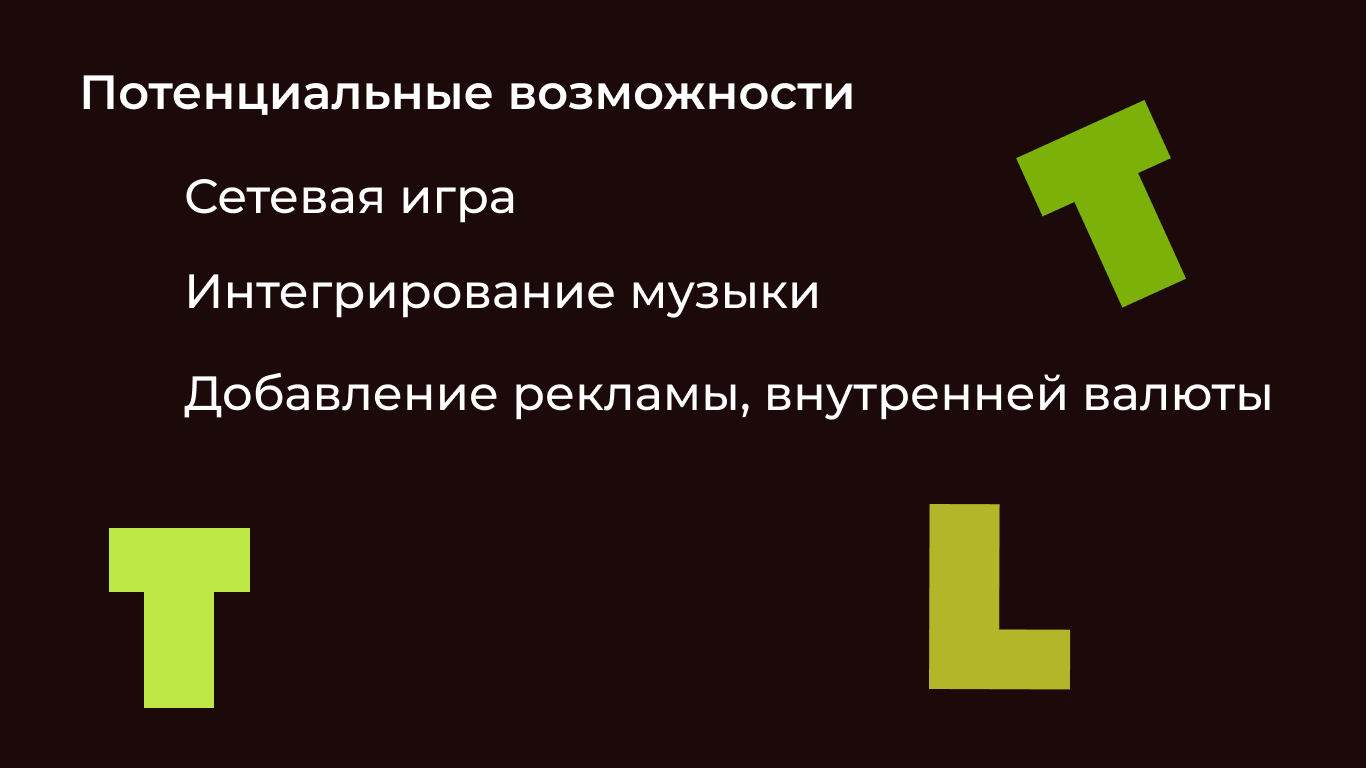 Потенциальные возможности
Сетевая игра
Интегрирование музыки
Добавление рекламы, внутренней валюты